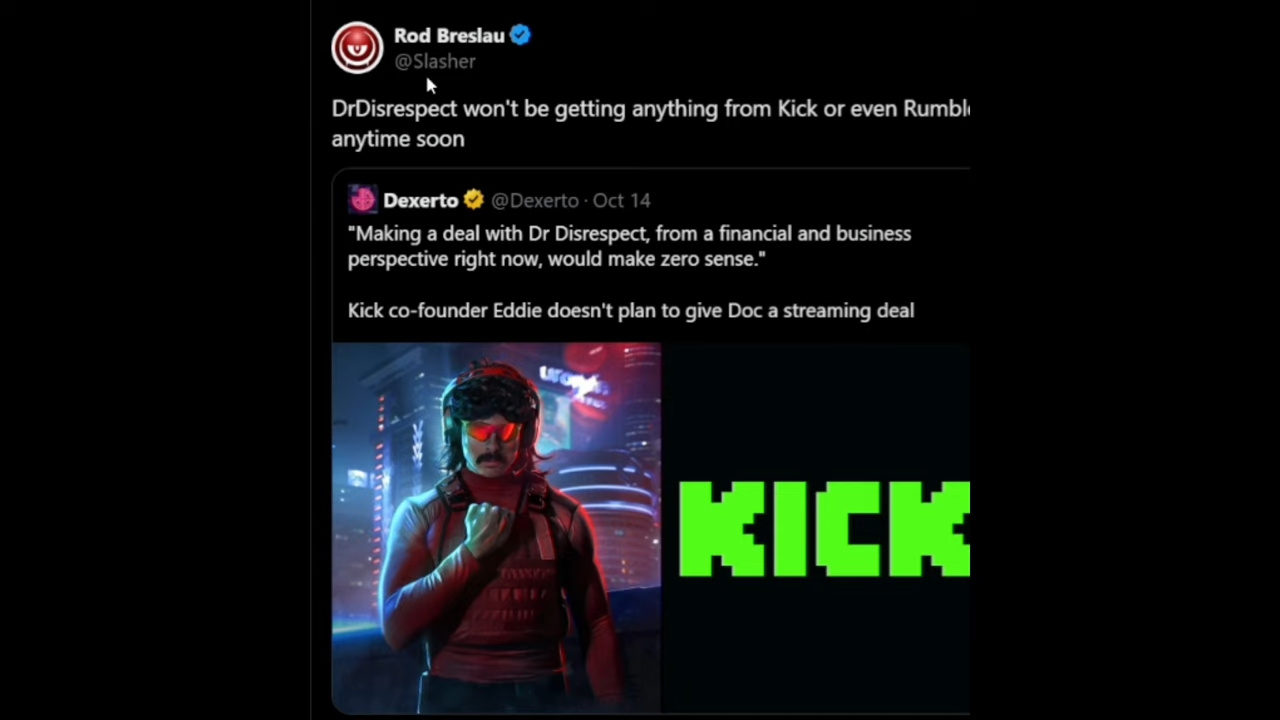 Rod Breslau
@Slasher
DrDisrespect won't be getting anything from Kick or even Rumble
anytime soon
Dexerto @Dexerto · Oct 14
"Making a deal with Dr Disrespect, from a financial and business
perspective right now, would make zero sense."
Kick co-founder Eddie doesn't plan to give Doc a streaming deal
KICK